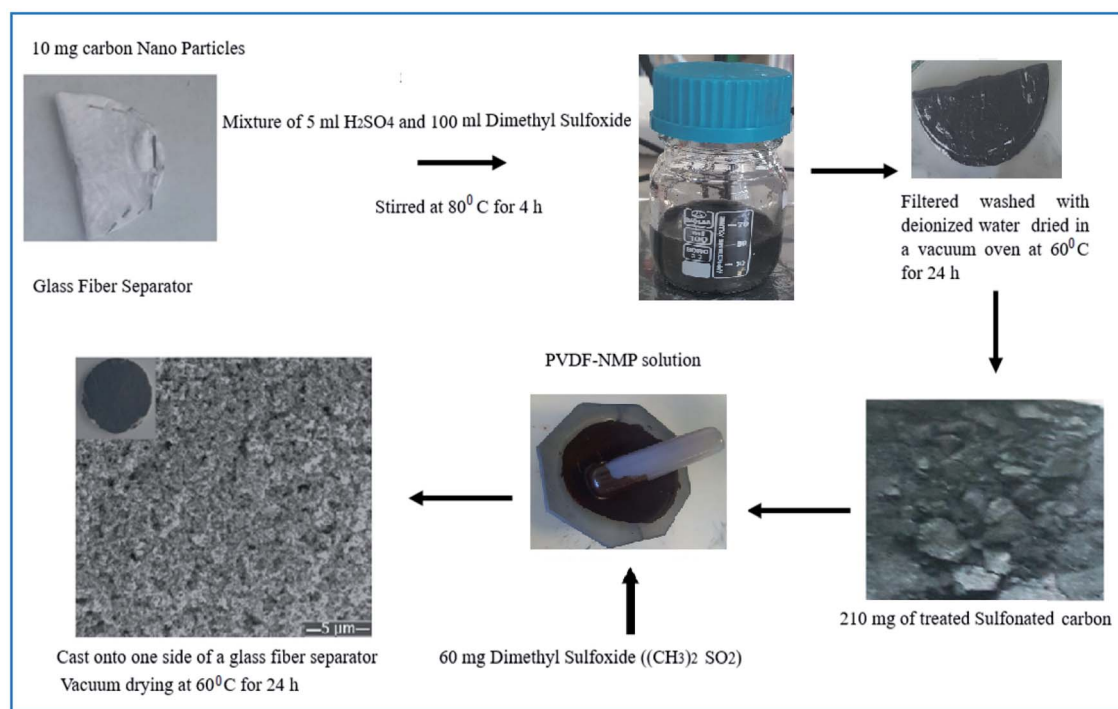 10 mg carbon Nano Particles
Mixture of 5 ml H₂SO4 and 100 ml Dimethyl Sulfoxide
Stirred at 80⁰ C for 4 h
Glass Fiber Separator
Filtered washed with
deionized water dried in
a vacuum oven at 60⁰C
for 24 h
PVDF-NMP solution
5 µm
Cast onto one side of a glass fiber separator
Vacuum drying at 60⁰C for 24 h
60 mg Dimethyl Sulfoxide ((CH3)₂ SO2)
210 mg of treated Sulfonated carbon